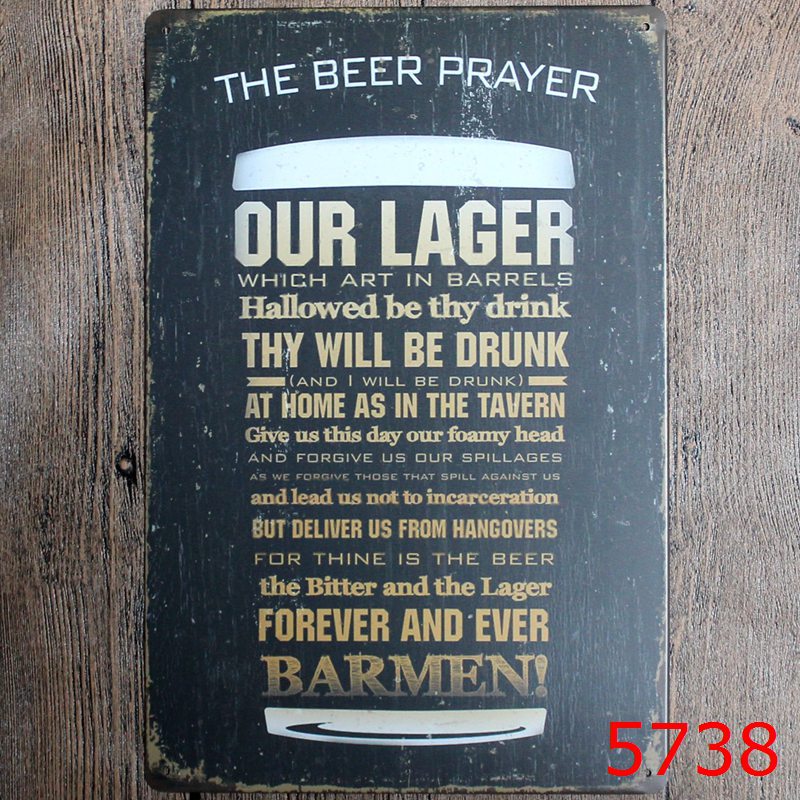 THE BEER PRAYER
OUR LAGER
WHICH ART IN BARRELS
Hallowed be thy drink
THY WILL BE DRUNK
(AND I WILL BE DRUNK)
AT HOME AS IN THE TAVERN
Give us this day our foamy head
AND FORGIVE US OUR SPILLAGES
AS WE FORGIVE THOSE THAT SPILL AGAINST US
and lead us not to incarceration
BUT DELIVER US FROM HANGOVERS
FOR THINE IS THE BEER
the Bitter and the Lager
FOREVER AND EVER
BARMEN!
5738